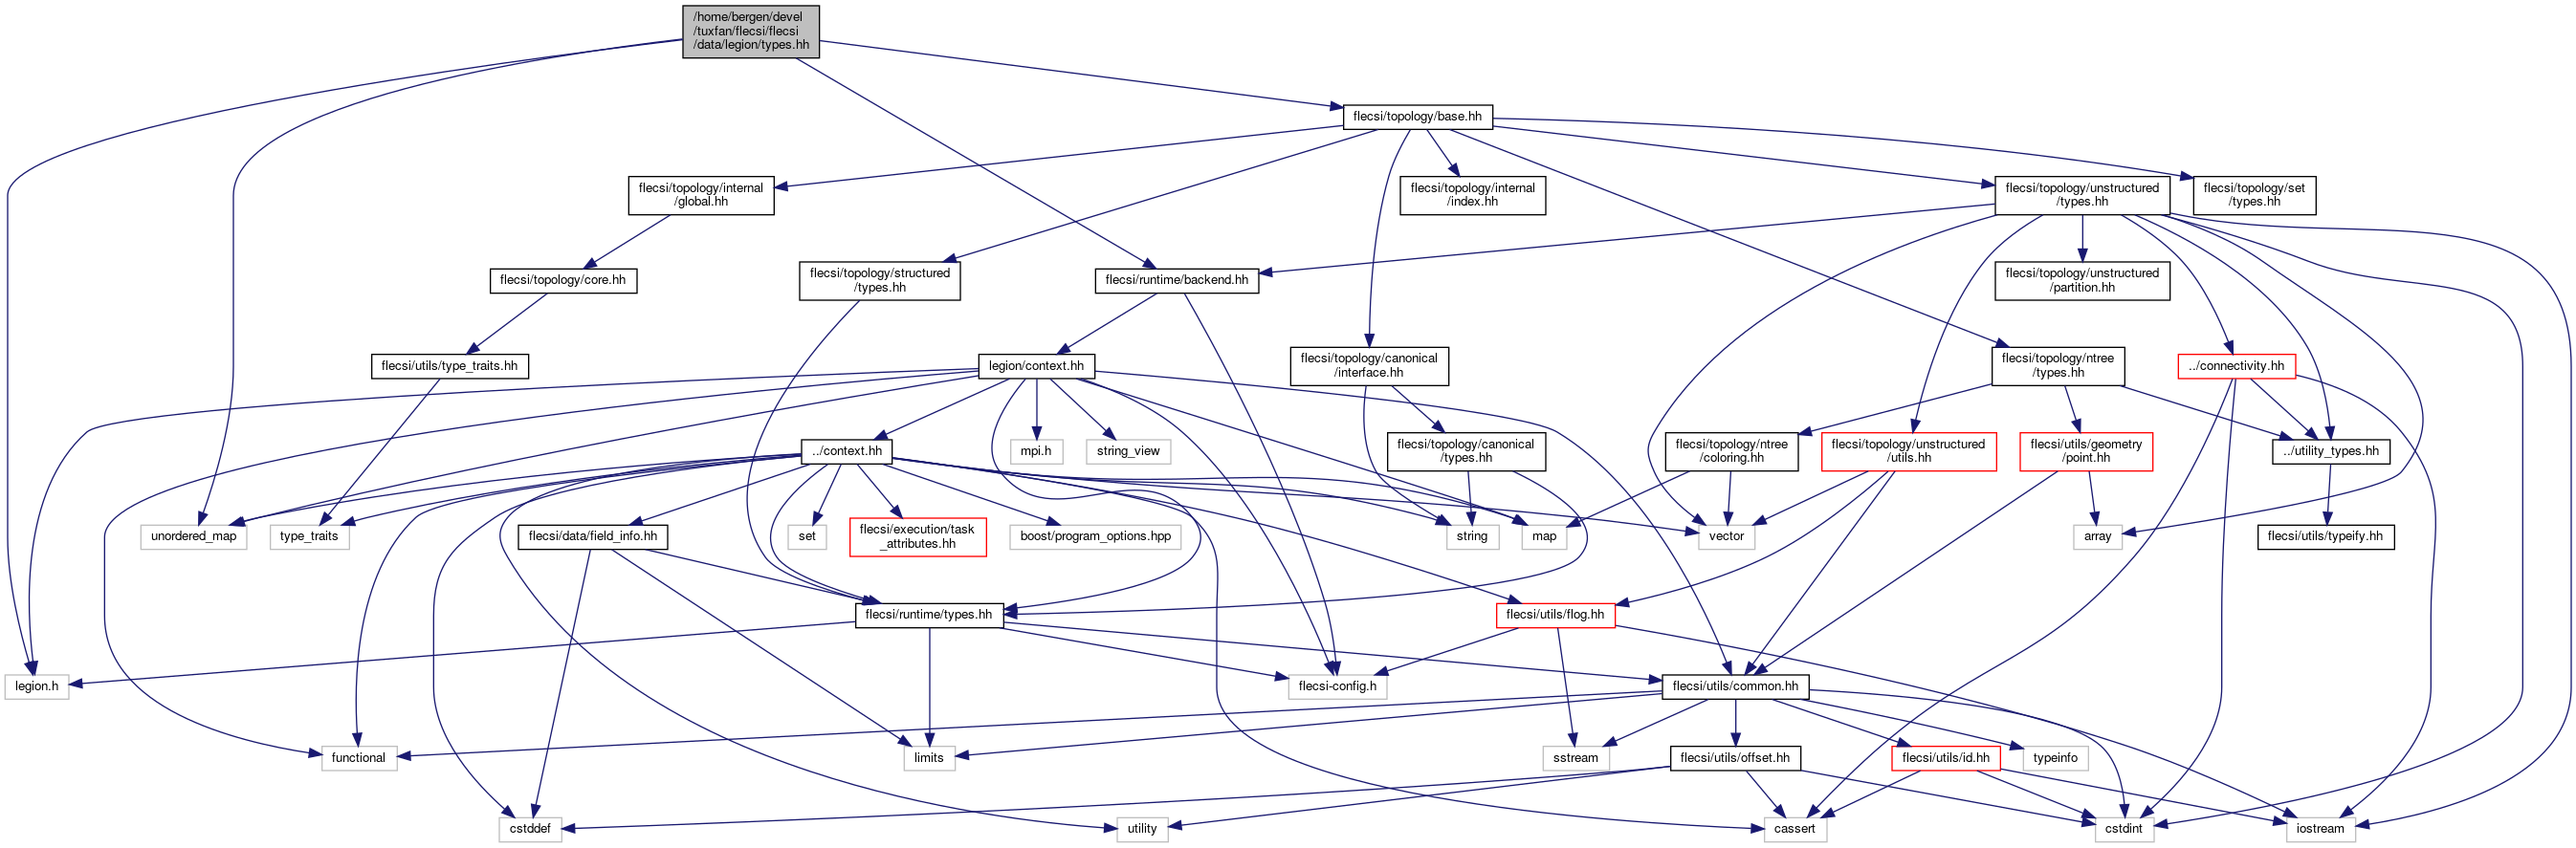 /home/bergen/devel
/tuxfan/flecsi/flecsi
/data/legion/types.hh
flecsi/topology/base.hh
flecsi/topology/internal
/global.hh
flecsi/topology/internal
/index.hh
flecsi/topology/unstructured
/types.hh
flecsi/topology/set
/types.hh
flecsi/topology/core.hh
flecsi/topology/structured
/types.hh
flecsi/runtime/backend.hh
flecsi/topology/unstructured
/partition.hh
flecsi/utils/type_traits.hh
legion/context.hh
flecsi/topology/canonical
/interface.hh
flecsi/topology/ntree
/types.hh
../connectivity.hh
../context.hh
mpi.h
string_view
flecsi/topology/canonical
/types.hh
flecsi/topology/ntree
/coloring.hh
flecsi/topology/unstructured
/utils.hh
flecsi/utils/geometry
/point.hh
../utility_types.hh
unordered_map
type_traits
flecsi/data/field_info.hh
set
flecsi/execution/task
_attributes.hh
boost/program_options.hpp
string
map
vector
array
flecsi/utils/typeify.hh
flecsi/runtime/types.hh
flecsi/utils/flog.hh
legion.h
flecsi-config.h
flecsi/utils/common.hh
functional
limits
sstream
flecsi/utils/offset.hh
flecsi/utils/id.hh
typeinfo
cstddef
utility
cassert
cstdint
iostream